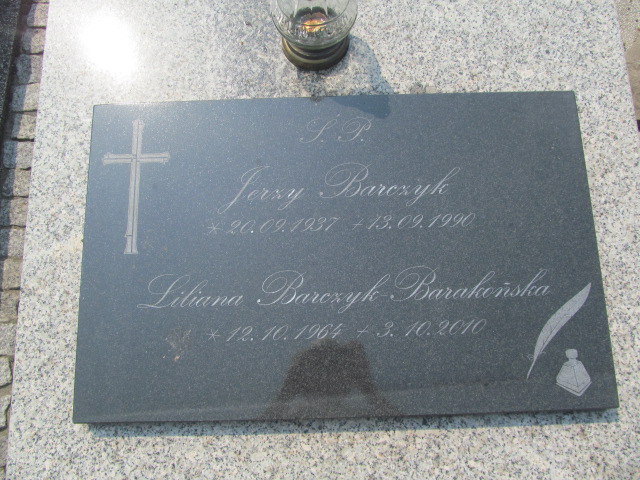 Ś.P.
Jerzy Barczyk
*20.09.1937 +13.09.1990
Liliana Barczyk-Barakońska
*12.10.1964 +3.10.2010